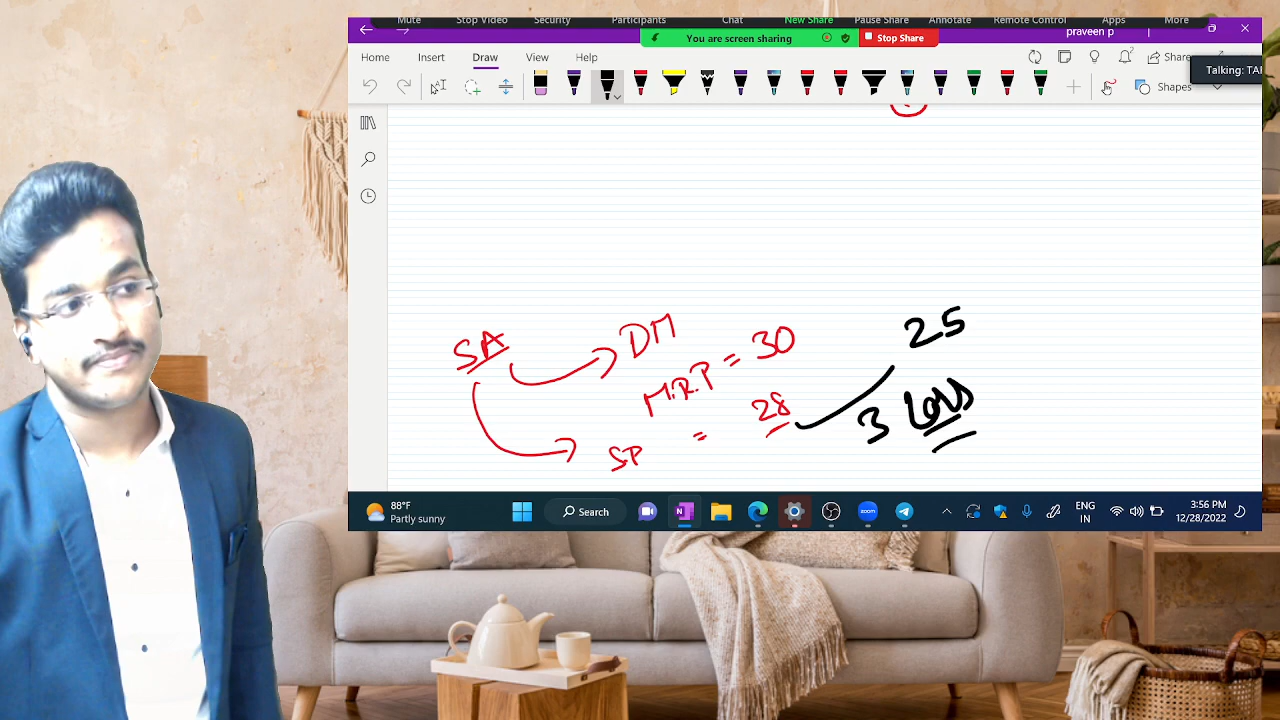 Mute Stop Video Security Participants Chat New Share Pause Share Annotate Remote Control Apps More
praveen p
You are screen sharing Stop Share
Home Insert Draw View Help Share
Talking: TA
Shapes
SA DM
M.R.P = 30
SP = 28
25
3 Loss
88°F
Partly sunny
Search
zoom
ENG
IN
3:56 PM
12/28/2022